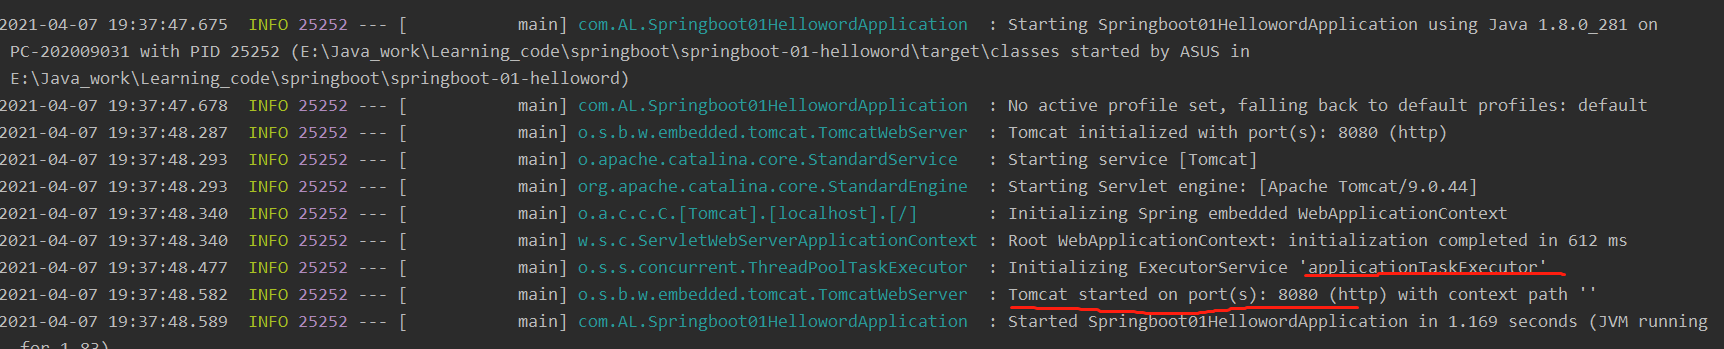 2021-04-07 19:37:47.675  INFO 25252 --- [           main] com.AL.Springboot01HellowordApplication  : Starting Springboot01HellowordApplication using Java 1.8.0_281 on
PC-202009031 with PID 25252 (E:\Java_work\Learning_code\springboot\springboot-01-helloword\target\classes started by ASUS in
E:\Java_work\Learning_code\springboot\springboot-01-helloword)
2021-04-07 19:37:47.678  INFO 25252 --- [           main] com.AL.Springboot01HellowordApplication  : No active profile set, falling back to default profiles: default
2021-04-07 19:37:48.287  INFO 25252 --- [           main] o.s.b.w.embedded.tomcat.TomcatWebServer  : Tomcat initialized with port(s): 8080 (http)
2021-04-07 19:37:48.293  INFO 25252 --- [           main] o.apache.catalina.core.StandardService   : Starting service [Tomcat]
2021-04-07 19:37:48.293  INFO 25252 --- [           main] org.apache.catalina.core.StandardEngine  : Starting Servlet engine: [Apache Tomcat/9.0.44]
2021-04-07 19:37:48.340  INFO 25252 --- [           main] o.a.c.c.C.[Tomcat].[localhost].[/]       : Initializing Spring embedded WebApplicationContext
2021-04-07 19:37:48.340  INFO 25252 --- [           main] w.s.c.ServletWebServerApplicationContext : Root WebApplicationContext: initialization completed in 612 ms
2021-04-07 19:37:48.477  INFO 25252 --- [           main] o.s.s.concurrent.ThreadPoolTaskExecutor  : Initializing ExecutorService 'applicationTaskExecutor'
2021-04-07 19:37:48.582  INFO 25252 --- [           main] o.s.b.w.embedded.tomcat.TomcatWebServer  : Tomcat started on port(s): 8080 (http) with context path ''
2021-04-07 19:37:48.589  INFO 25252 --- [           main] com.AL.Springboot01HellowordApplication  : Started Springboot01HellowordApplication in 1.169 seconds (JVM running
for 1.83)